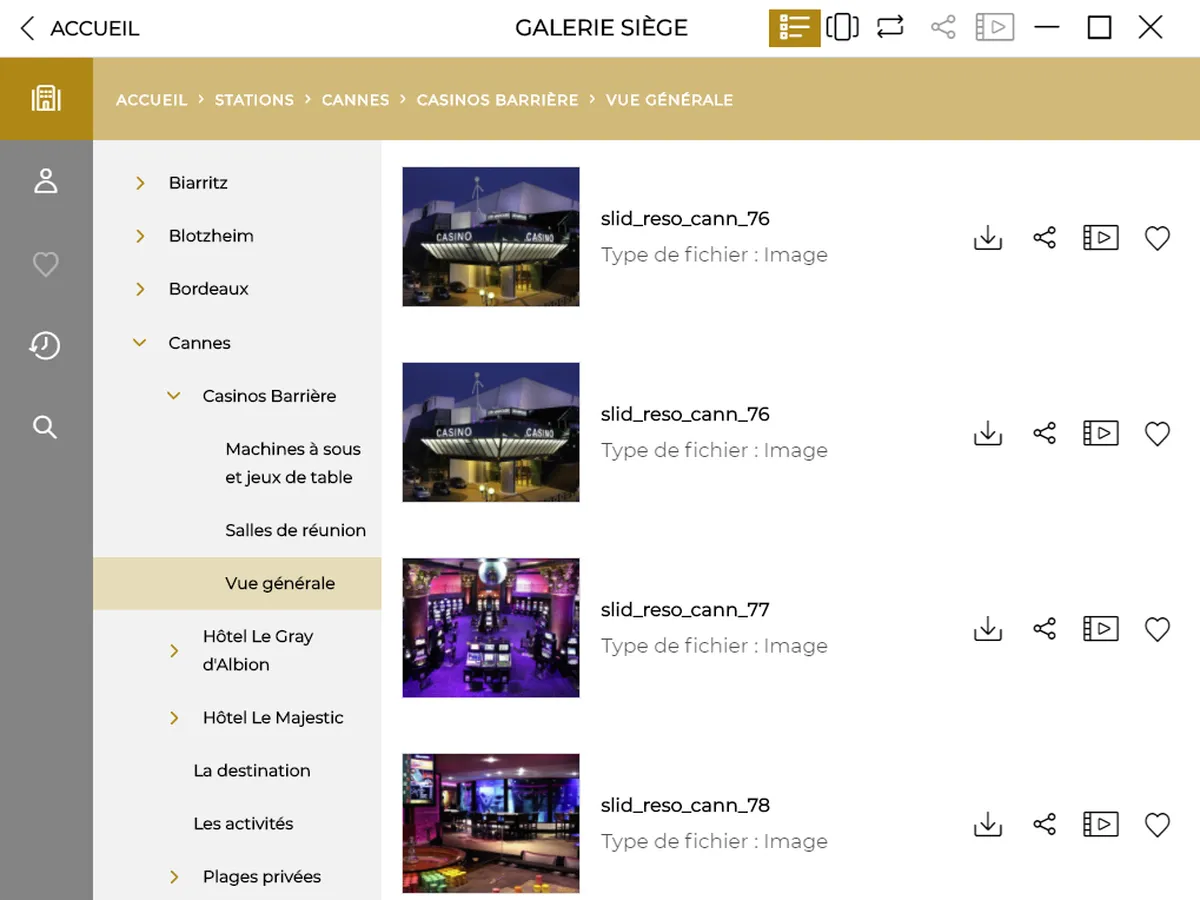 ACCUEIL
GALERIE SIÈGE
ACCUEIL > STATIONS > CANNES > CASINOS BARRIÈRE > VUE GÉNÉRALE
Biarritz
Blotzheim
Bordeaux
Cannes
Casinos Barrière
Machines à sous
et jeux de table
Salles de réunion
Vue générale
Hôtel Le Gray
d'Albion
Hôtel Le Majestic
La destination
Les activités
Plages privées
CASINO CASINO
slid_reso_cann_76
Type de fichier : Image
CASINO CASINO
slid_reso_cann_76
Type de fichier : Image
slid_reso_cann_77
Type de fichier : Image
slid_reso_cann_78
Type de fichier : Image